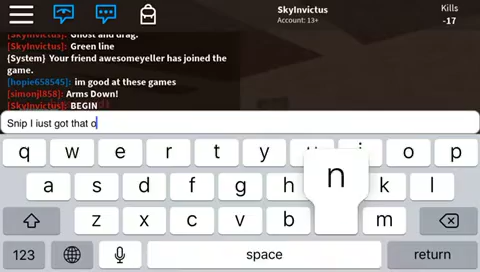 SkyInvictus
Account: 13+
Kills
-17
[SkyInvictus]: Ghost and drag.
[SkyInvictus]: Green line
{System} Your friend awesomeyeller has joined the
game.
[hopie658545]: im good at these games
[simonjl858]: Arms Down!
[SkyInvictus]: BEGIN
Snip I iust got that o
q w e r t y i o p
a s d f g h n k l
z x c v b m
123 space return